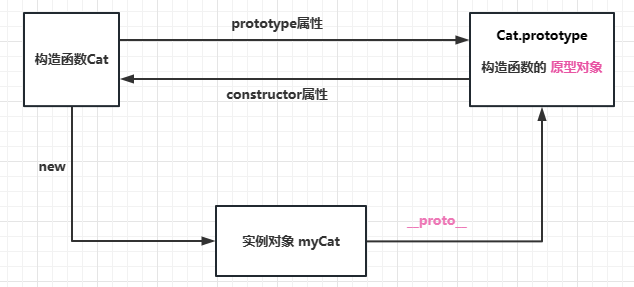 prototype属性
构造函数Cat
Cat.prototype
构造函数的 原型对象
constructor属性
new
实例对象 myCat
__proto__